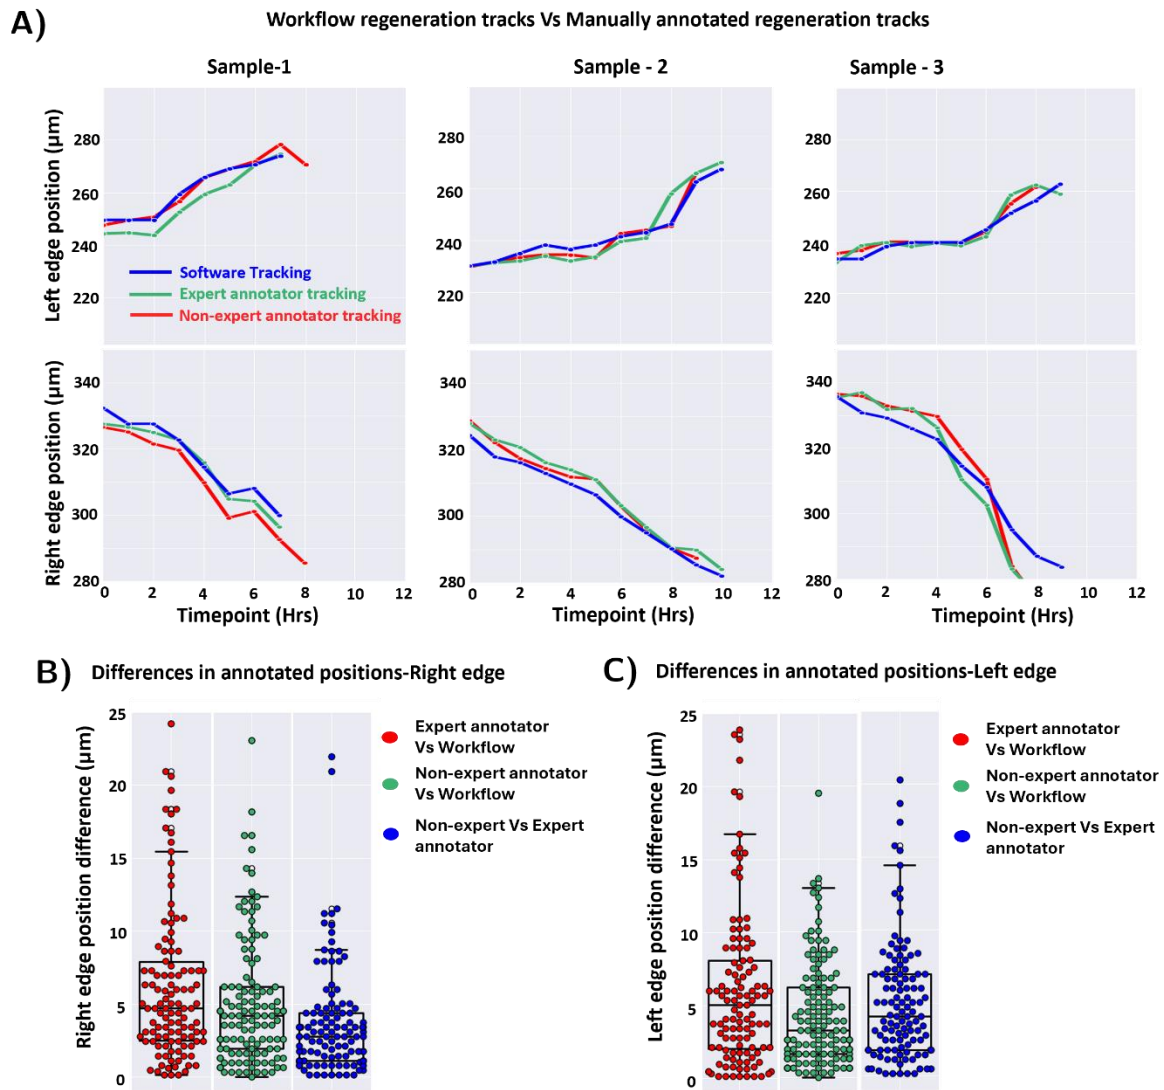 A)
Workflow regeneration tracks Vs Manually annotated regeneration tracks
Sample-1
Sample - 2
Sample - 3
Left edge position (µm)
280
260
240
220
280
260
240
220
280
260
240
220
Software Tracking
Expert annotator tracking
Non-expert annotator tracking
Right edge position (µm)
340
320
300
280
340
320
300
280
340
320
300
280
0 2 4 6 8 10 12
0 2 4 6 8 10 12
0 2 4 6 8 10 12
Timepoint (Hrs)
Timepoint (Hrs)
Timepoint (Hrs)
B) Differences in annotated positions-Right edge
Right edge position difference (µm)
25
20
15
10
5
0
Expert annotator
Vs Workflow
Non-expert annotator
Vs Workflow
Non-expert Vs Expert
annotator
C) Differences in annotated positions-Left edge
Left edge position difference (µm)
25
20
15
10
5
0
Expert annotator
Vs Workflow
Non-expert annotator
Vs Workflow
Non-expert Vs Expert
annotator